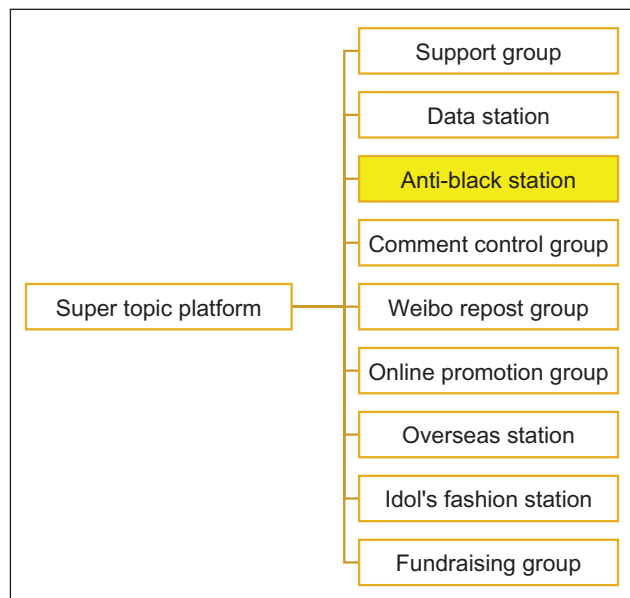 Support group
Data station
Anti-black station
Comment control group
Super topic platform
Weibo repost group
Online promotion group
Overseas station
Idol's fashion station
Fundraising group